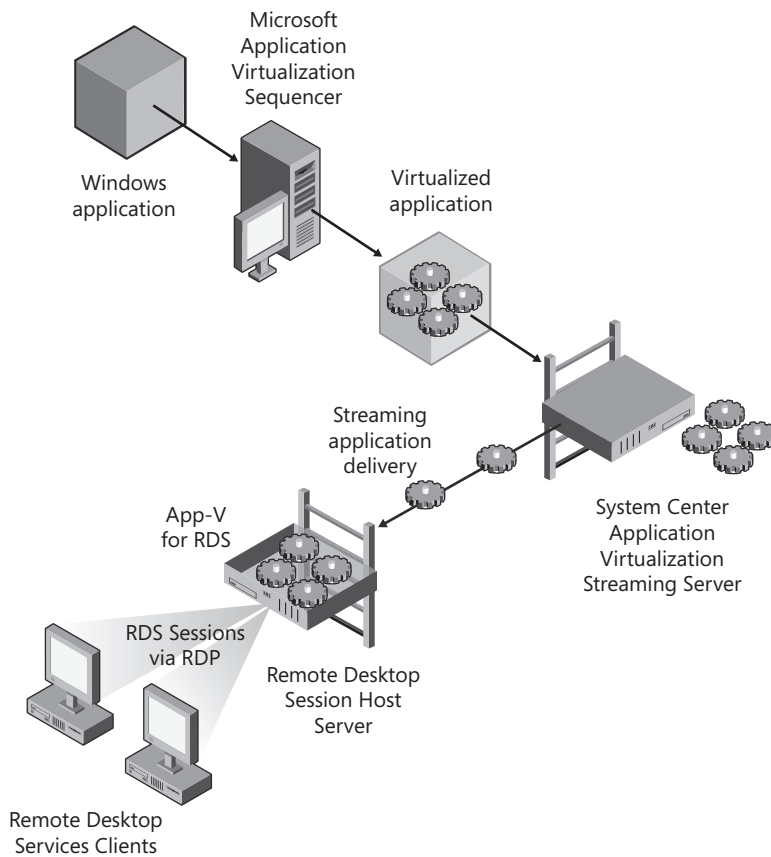 Microsoft
Application
Virtualization
Sequencer
Windows
application
Virtualized
application
Streaming
application
delivery
System Center
Application
Virtualization
Streaming Server
App-V
for RDS
RDS Sessions
via RDP
Remote Desktop
Session Host
Server
Remote Desktop
Services Clients